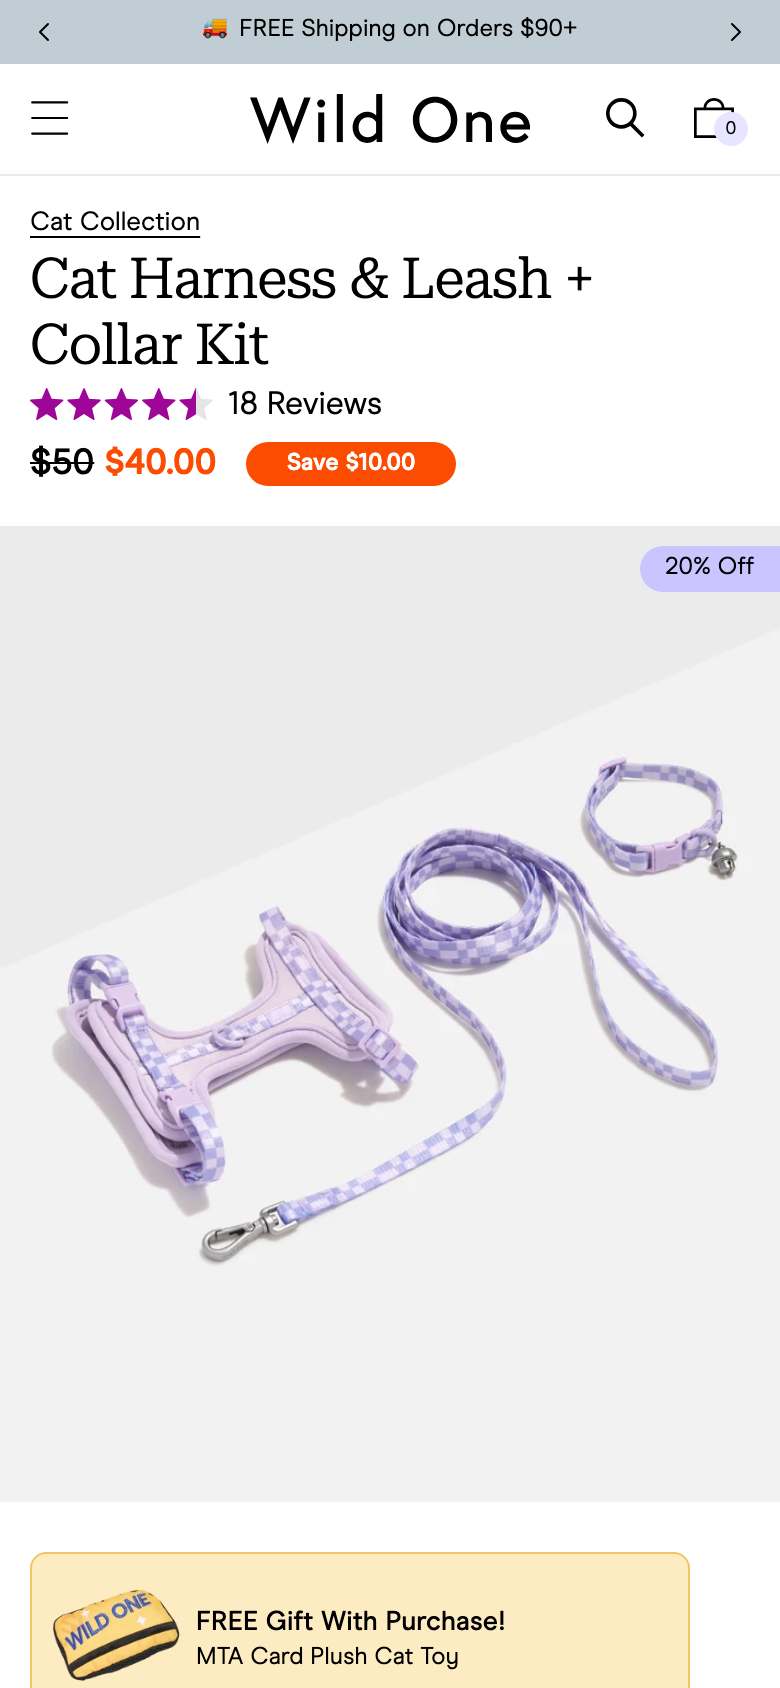 🚚 FREE Shipping on Orders $90+
Wild One
0
Cat Collection
Cat Harness & Leash +
Collar Kit
18 Reviews
$50 $40.00 Save $10.00
20% Off
WILD ONE
FREE Gift With Purchase!
MTA Card Plush Cat Toy